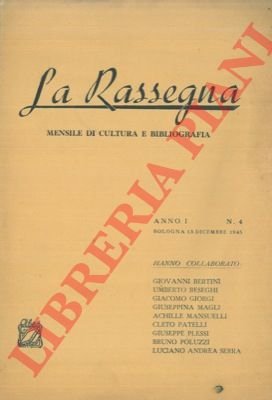 La Rassegna
MENSILE DI CULTURA E BIBLIOGRAFIA
ANNO I N. 4
BOLOGNA 15 DICEMBRE 1945
HANNO COLLABORATO:
GIOVANNI BERTINI
UMBERTO BESEGHI
GIACOMO GIORGI
GIUSEPPINA MAGLI
ACHILLE MANSUELLI
CLETO PATELLI
GIUSEPPE PLESSI
BRUNO POLUZZI
LUCIANO ANDREA SERRA
LIBRERIA PIANI